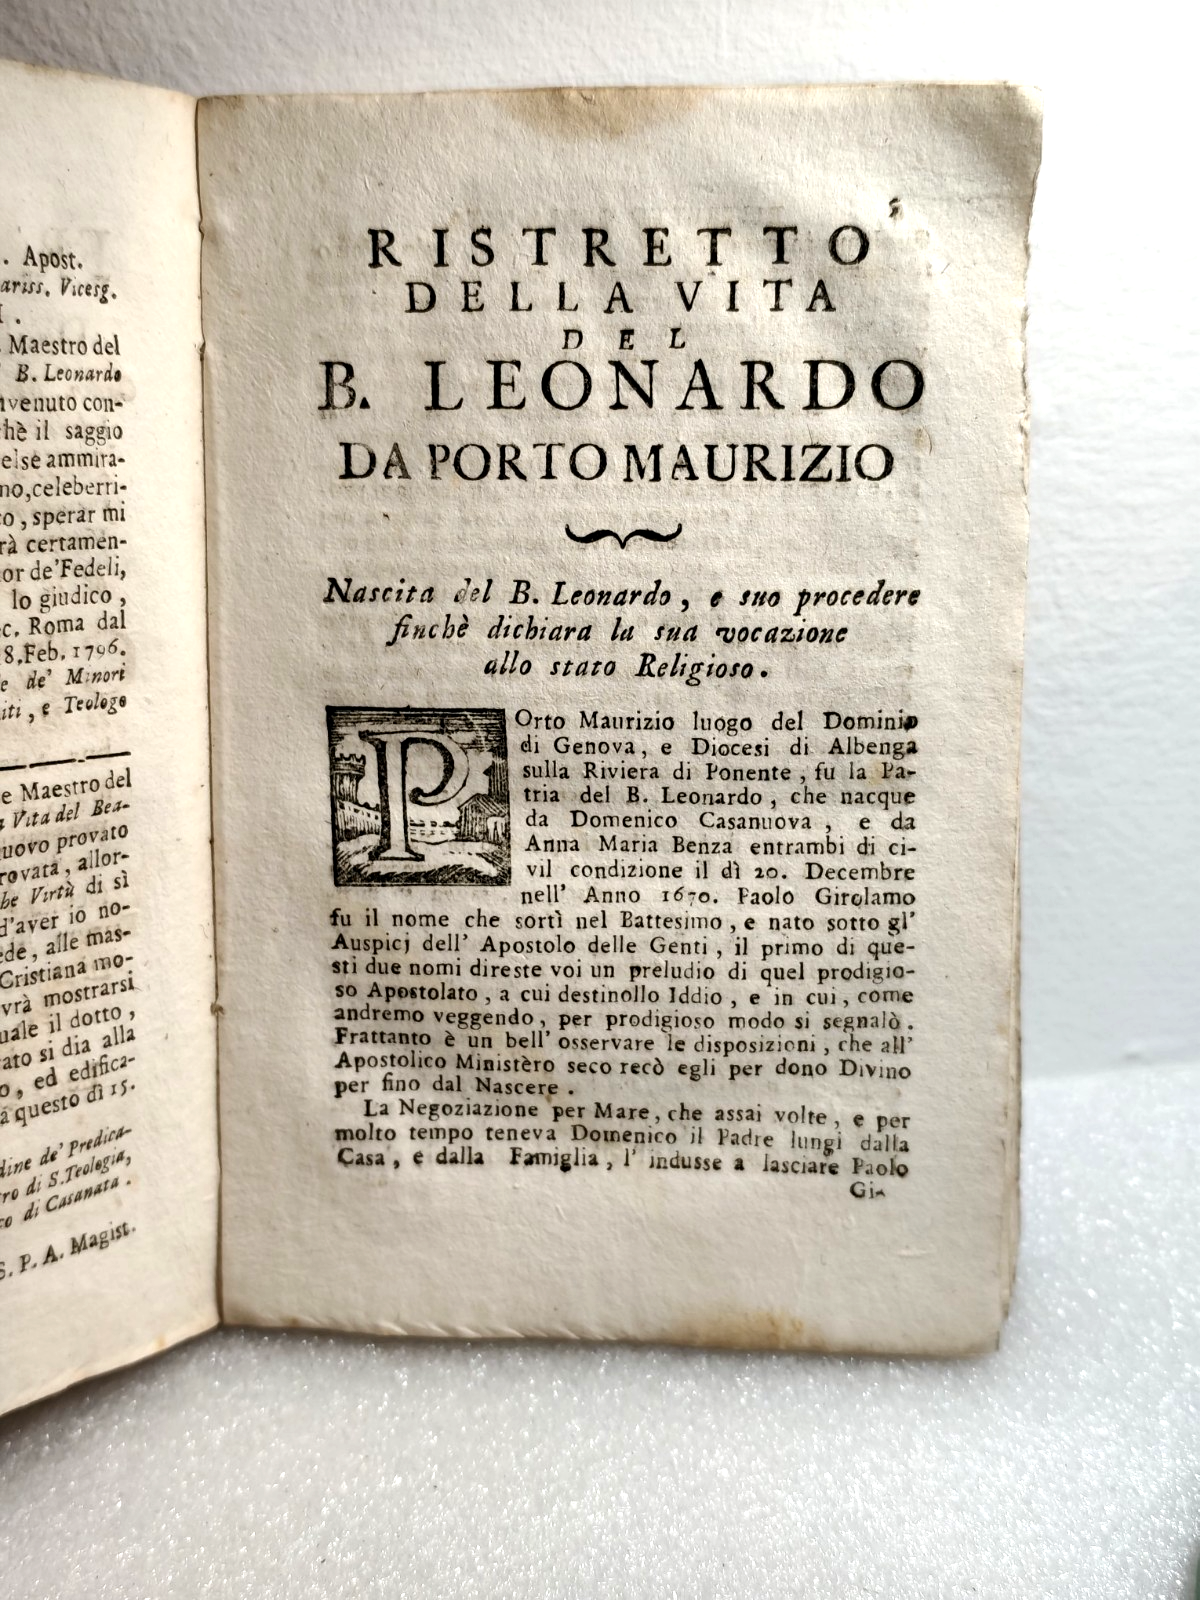 . Apost.
ariss. Vicesg.
I .
. Maestro del
B. Leonardo
nvenuto con-
hè il saggio
else ammira-
no, celeberri-
co , sperar mi
rà certamen-
or de' Fedeli,
lo giudico ,
c. Roma dal
8. Feb. 1796.
e de' Minori
iti , e Teologo
e Maestro del
a Vita del Bea-
uovo provato
rovata , allor-
he Virtù di sì
d'aver io no-
ede, alle mas-
Cristiana mo-
vrà mostrarsi
uale il dotto ,
ato si dia alla
o , ed edifica-
à questo dì 15.
dine de' Predica-
ro di S. Teologia,
co di Casanata .
S. P. A. Magist.
5
RISTRETTO
DELLA VITA
DEL
B. LEONARDO
DA PORTO MAURIZIO
Nascita del B. Leonardo , e suo procedere
finchè dichiara la sua vocazione
allo stato Religioso .
POrto Maurizio luogo del Dominio
di Genova , e Diocesi di Albenga
sulla Riviera di Ponente , fu la Pa-
tria del B. Leonardo , che nacque
da Domenico Casanuova , e da
Anna Maria Benza entrambi di ci-
vil condizione il dì 20. Decembre
nell' Anno 1670. Paolo Girolamo
fu il nome che sortì nel Battesimo , e nato sotto gl'
Auspicj dell' Apostolo delle Genti , il primo di que-
sti due nomi direste voi un preludio di quel prodigio-
so Apostolato , a cui destinollo Iddio , e in cui , come
andremo veggendo , per prodigioso modo si segnalò .
Frattanto è un bell' osservare le disposizioni , che all'
Apostolico Ministèro seco recò egli per dono Divino
per fino dal Nascere .
La Negoziazione per Mare , che assai volte , e per
molto tempo teneva Domenico il Padre lungi dalla
Casa , e dalla Famiglia , l' indusse a lasciare Paolo
Gi-